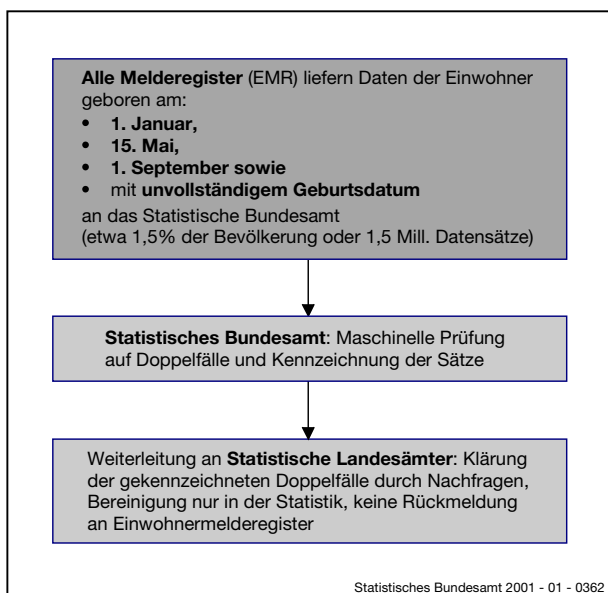 Alle Melderegister (EMR) liefern Daten der Einwohner
geboren am:
• 1. Januar,
• 15. Mai,
• 1. September sowie
• mit unvollständigem Geburtsdatum
an das Statistische Bundesamt
(etwa 1,5% der Bevölkerung oder 1,5 Mill. Datensätze)
Statistisches Bundesamt: Maschinelle Prüfung
auf Doppelfälle und Kennzeichnung der Sätze
Weiterleitung an Statistische Landesämter: Klärung
der gekennzeichneten Doppelfälle durch Nachfragen,
Bereinigung nur in der Statistik, keine Rückmeldung
an Einwohnermelderegister
Statistisches Bundesamt 2001 - 01 - 0362